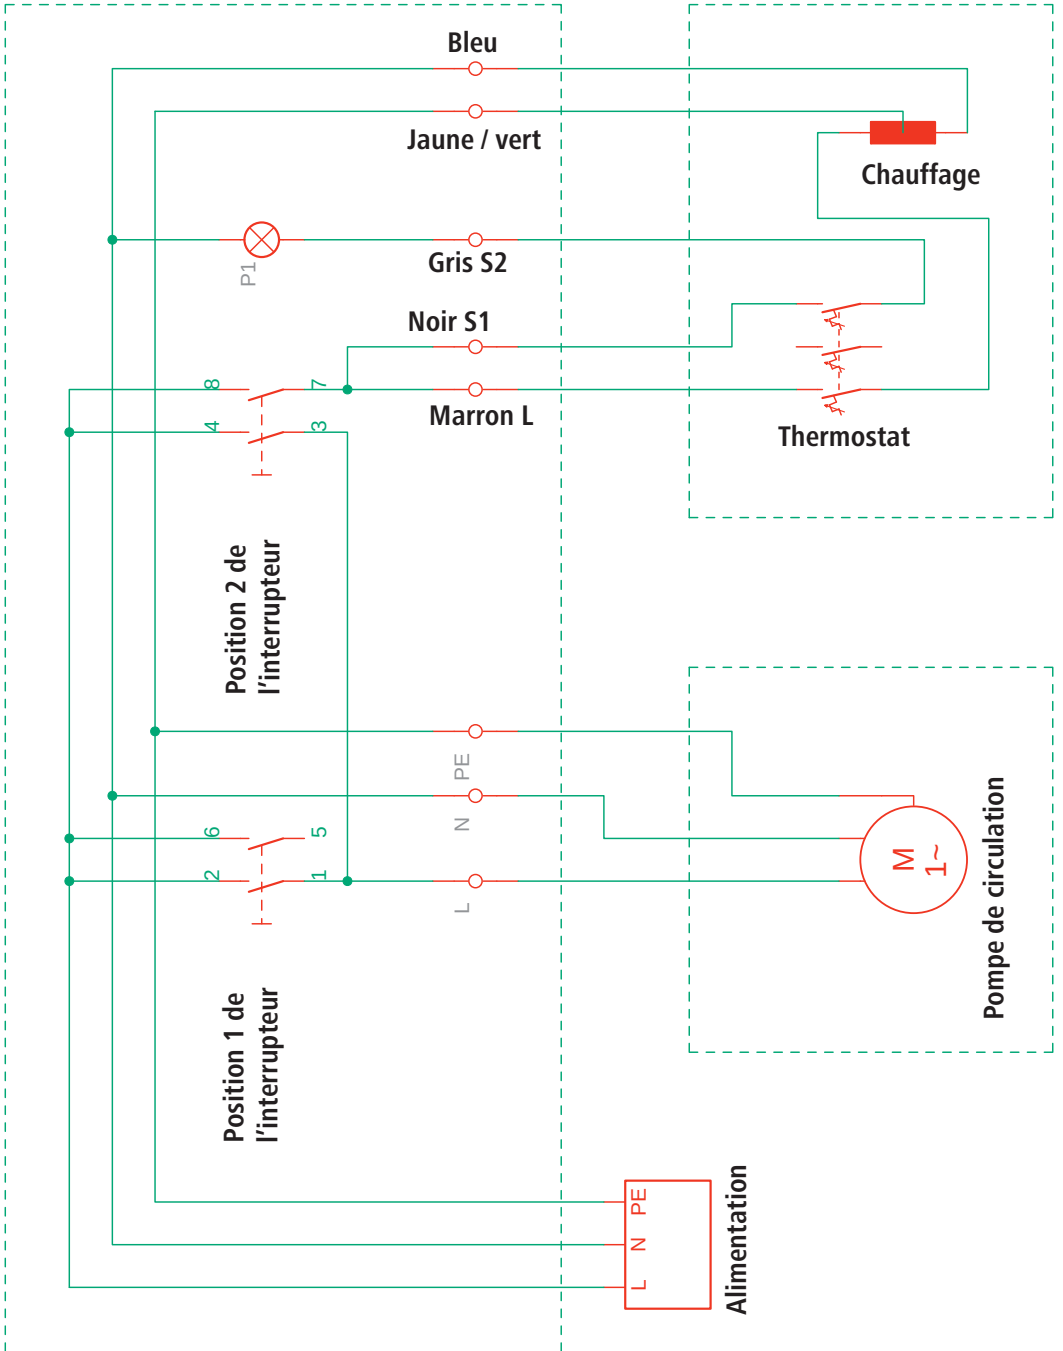 Bleu
Jaune / vert
Chauffage
P1
Gris S2
Noir S1
8
7
Marron L
4
3
Thermostat
Position 2 de
l'interrupteur
PE
N
6
5
2
1
L
M
1~
Pompe de circulation
Position 1 de
l'interrupteur
PE
N
L
Alimentation